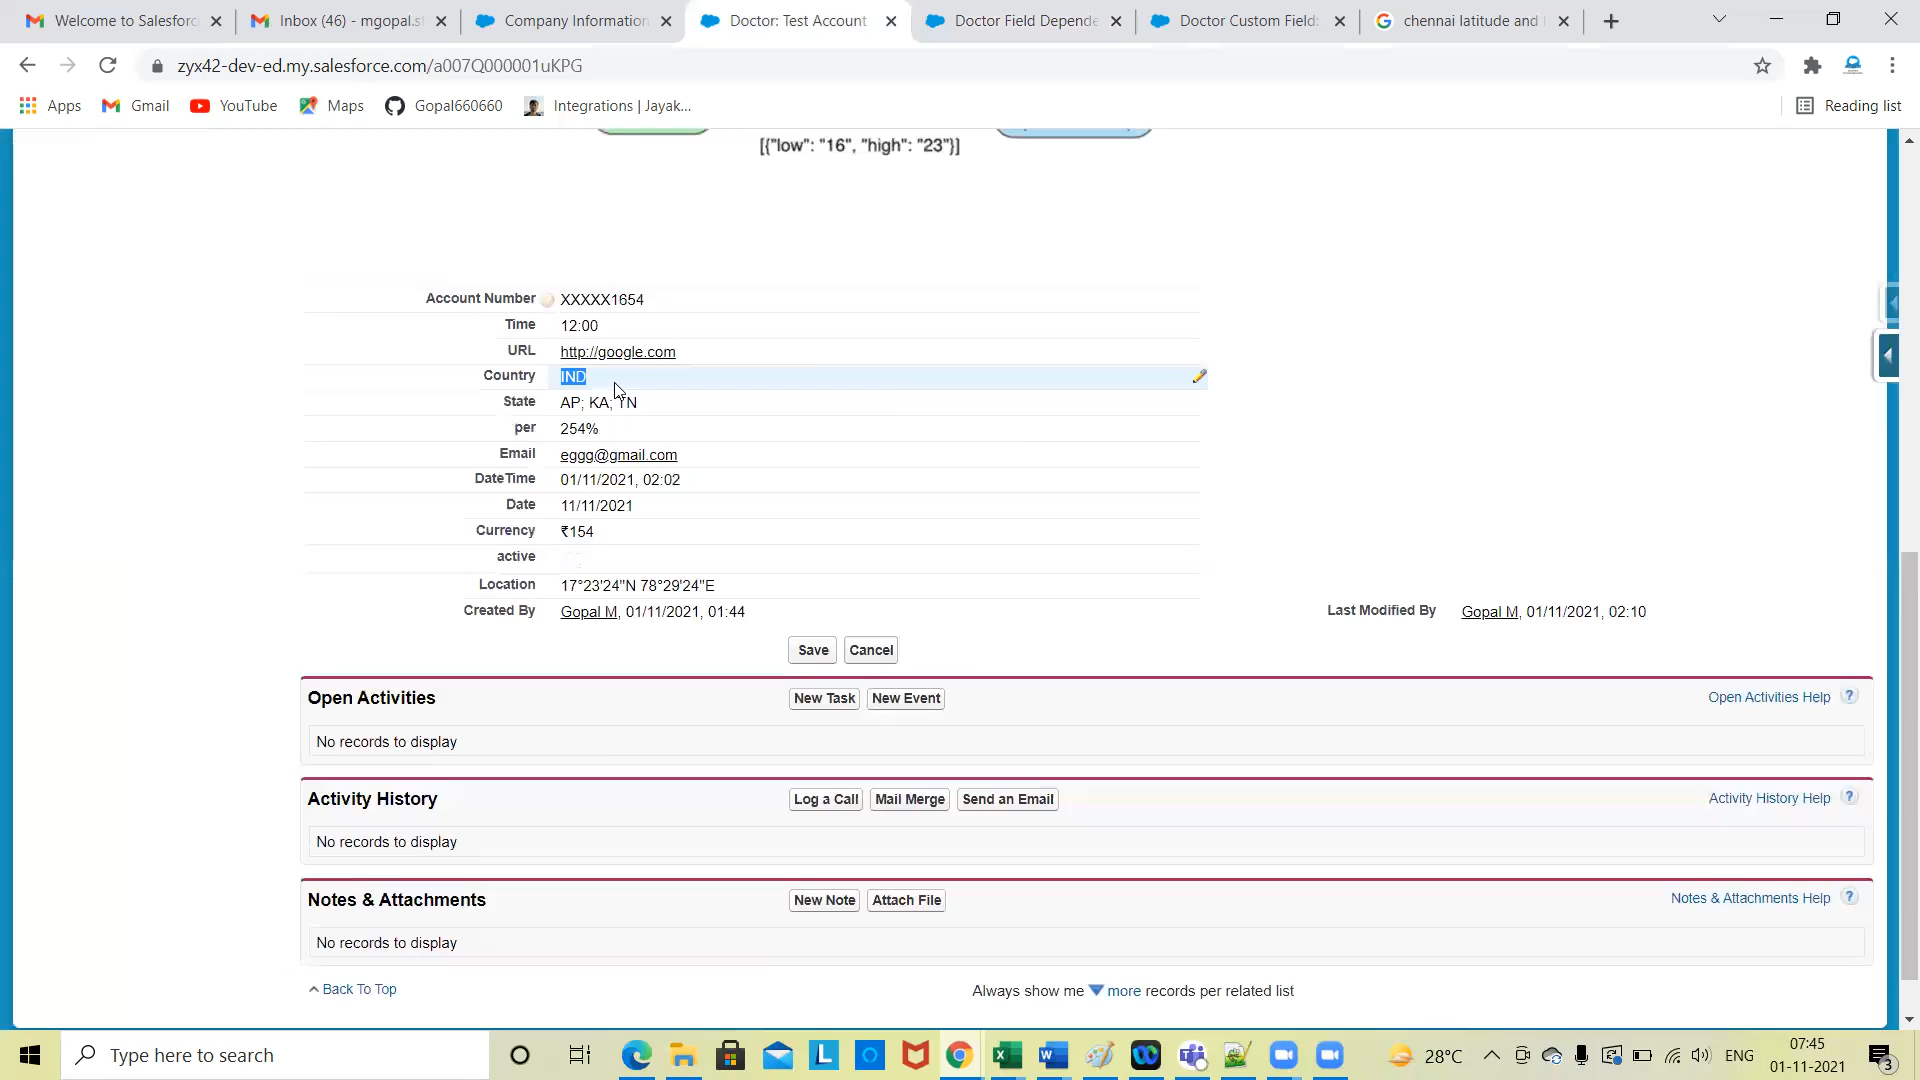 Welcome to Salesforc
Inbox (46) - mgopal.sf
Company Information
Doctor: Test Account
Doctor Field Depende
Doctor Custom Field:
chennai latitude and
zyx42-dev-ed.my.salesforce.com/a007Q000001uKPG
Apps
Gmail
YouTube
Maps
Gopal660660
Integrations | Jayak...
Reading list
[{"low": "16", "high": "23"}]
Account Number XXXXX1654
Time 12:00
URL http://google.com
Country IND
State AP; KA; TN
per 254%
Email eggg@gmail.com
DateTime 01/11/2021, 02:02
Date 11/11/2021
Currency ₹154
active
Location 17°23'24"N 78°29'24"E
Created By Gopal M, 01/11/2021, 01:44
Last Modified By Gopal M, 01/11/2021, 02:10
Save Cancel
Open Activities New Task New Event Open Activities Help ?
No records to display
Activity History Log a Call Mail Merge Send an Email Activity History Help ?
No records to display
Notes & Attachments New Note Attach File Notes & Attachments Help ?
No records to display
Back To Top
Always show me more records per related list
Type here to search
28°C
ENG
07:45
01-11-2021
3